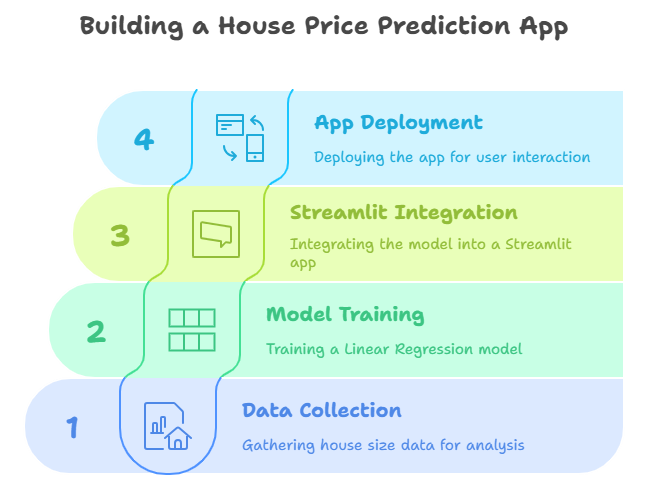 Building a House Price Prediction App
4
App Deployment
Deploying the app for user interaction
3
Streamlit Integration
Integrating the model into a Streamlit
app
2
Model Training
Training a Linear Regression model
1
Data Collection
Gathering house size data for analysis